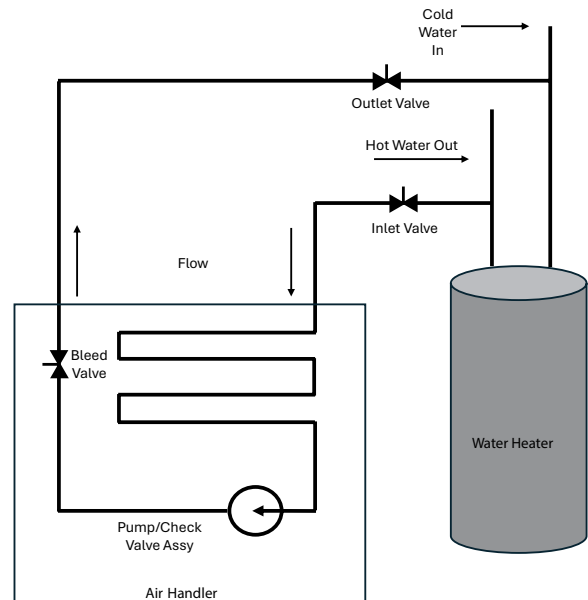 Cold
Water
In
Outlet Valve
Hot Water Out
Inlet Valve
Flow
Bleed
Valve
Water Heater
Pump/Check
Valve Assy
Air Handler